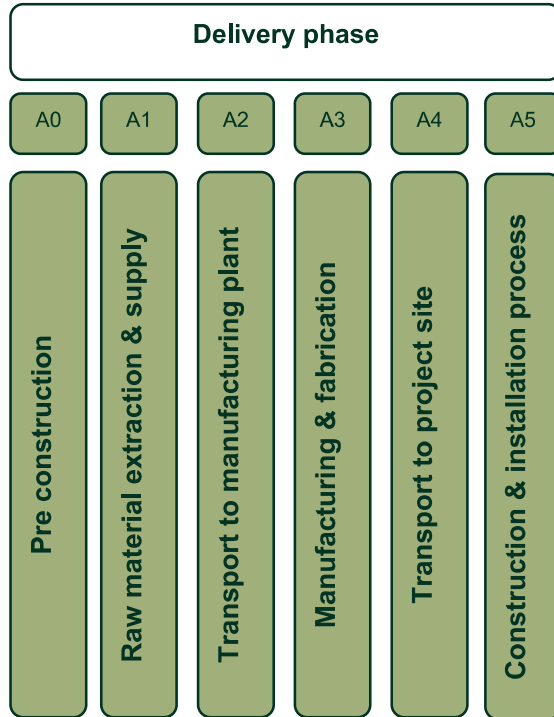 Delivery phase
A0
A1
A2
A3
A4
A5
Pre construction
Raw material extraction & supply
Transport to manufacturing plant
Manufacturing & fabrication
Transport to project site
Construction & installation process